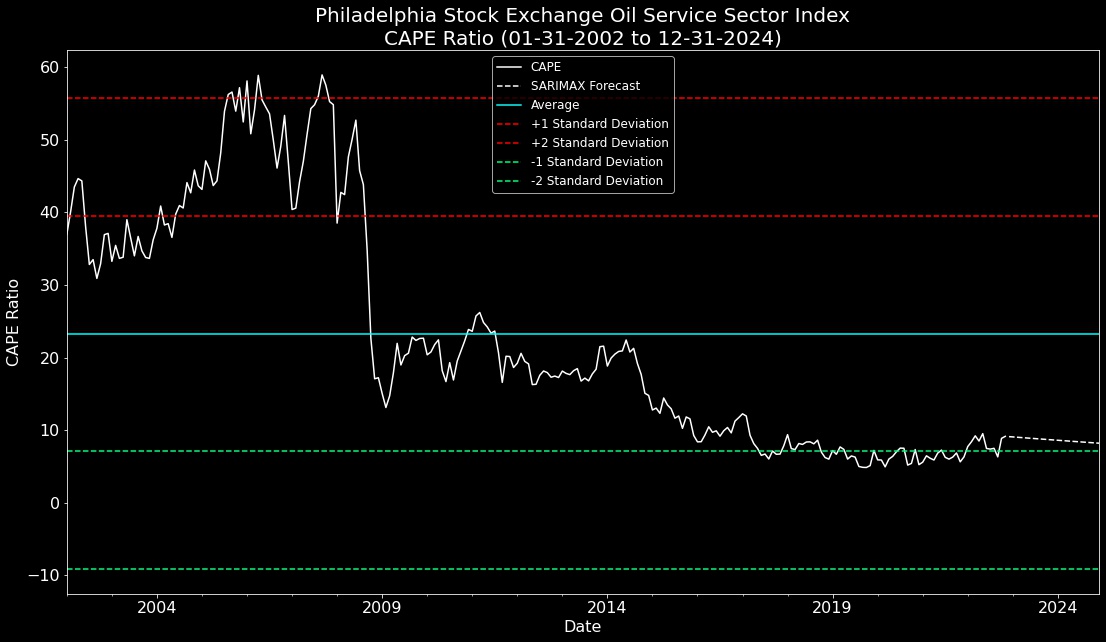 Philadelphia Stock Exchange Oil Service Sector Index
CAPE Ratio (01-31-2002 to 12-31-2024)
CAPE
SARIMAX Forecast
Average
+1 Standard Deviation
+2 Standard Deviation
-1 Standard Deviation
-2 Standard Deviation
CAPE Ratio
60
50
40
30
20
10
0
−10
2004
2009
2014
2019
2024
Date